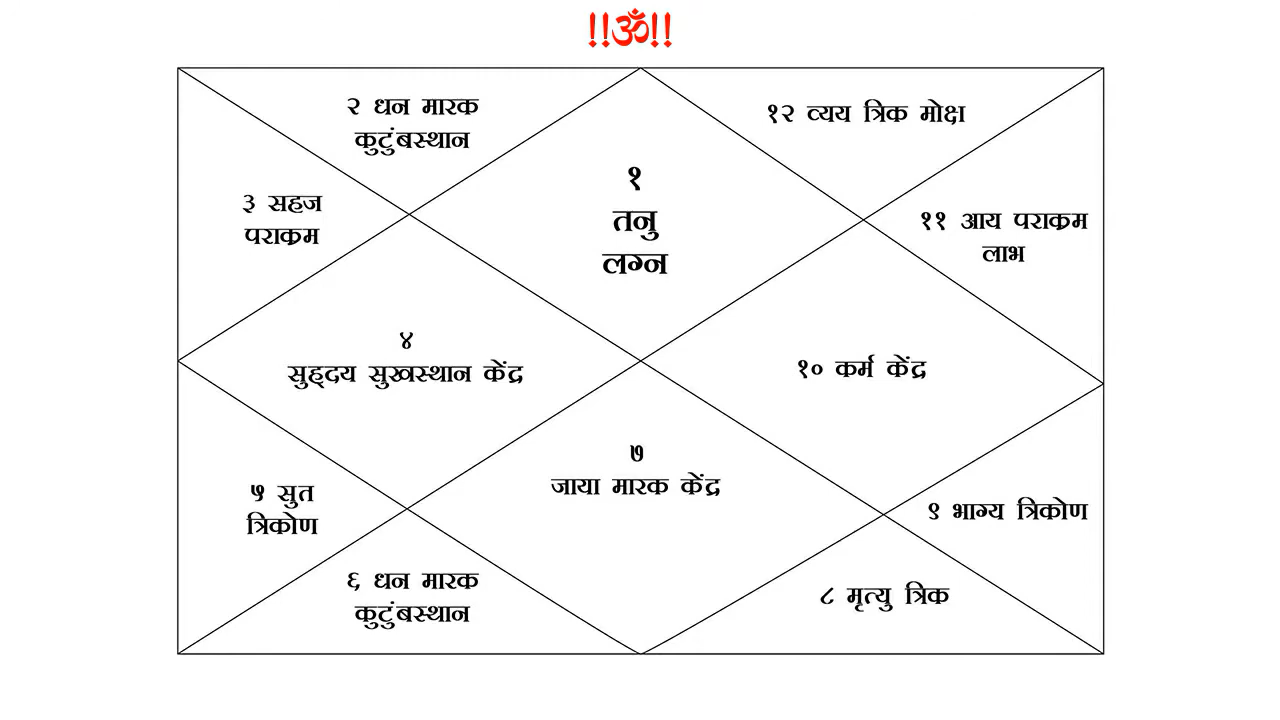 !!ॐ!!
२ धन मारक
कुटुंबस्थान
१२ व्यय त्रिक मोक्ष
१
तनु
लग्न
३ सहज
पराक्रम
११ आय पराक्रम
लाभ
४
सुह्दय सुखस्थान केंद्र
१० कर्म केंद्र
७
जाया मारक केंद्र
५ सुत
त्रिकोण
९ भाग्य त्रिकोण
६ धन मारक
कुटुंबस्थान
८ मृत्यु त्रिक